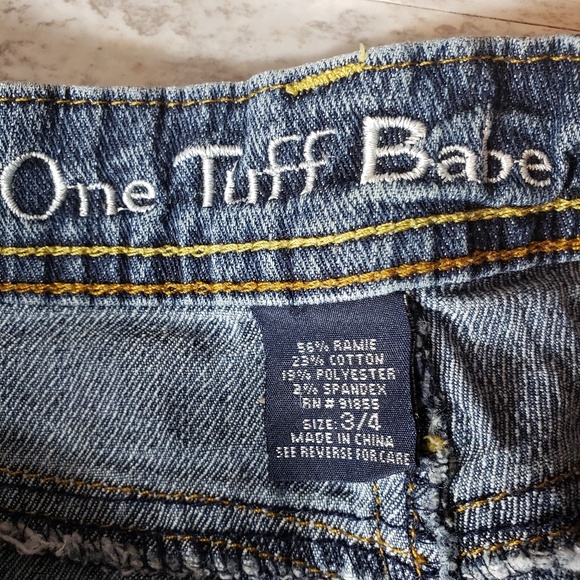 One Tuff Babe
56% RAMIE
23% COTTON
19% POLYESTER
2% SPANDEX
RN # 91855
SIZE: 3/4
MADE IN CHINA
SEE REVERSE FOR CARE